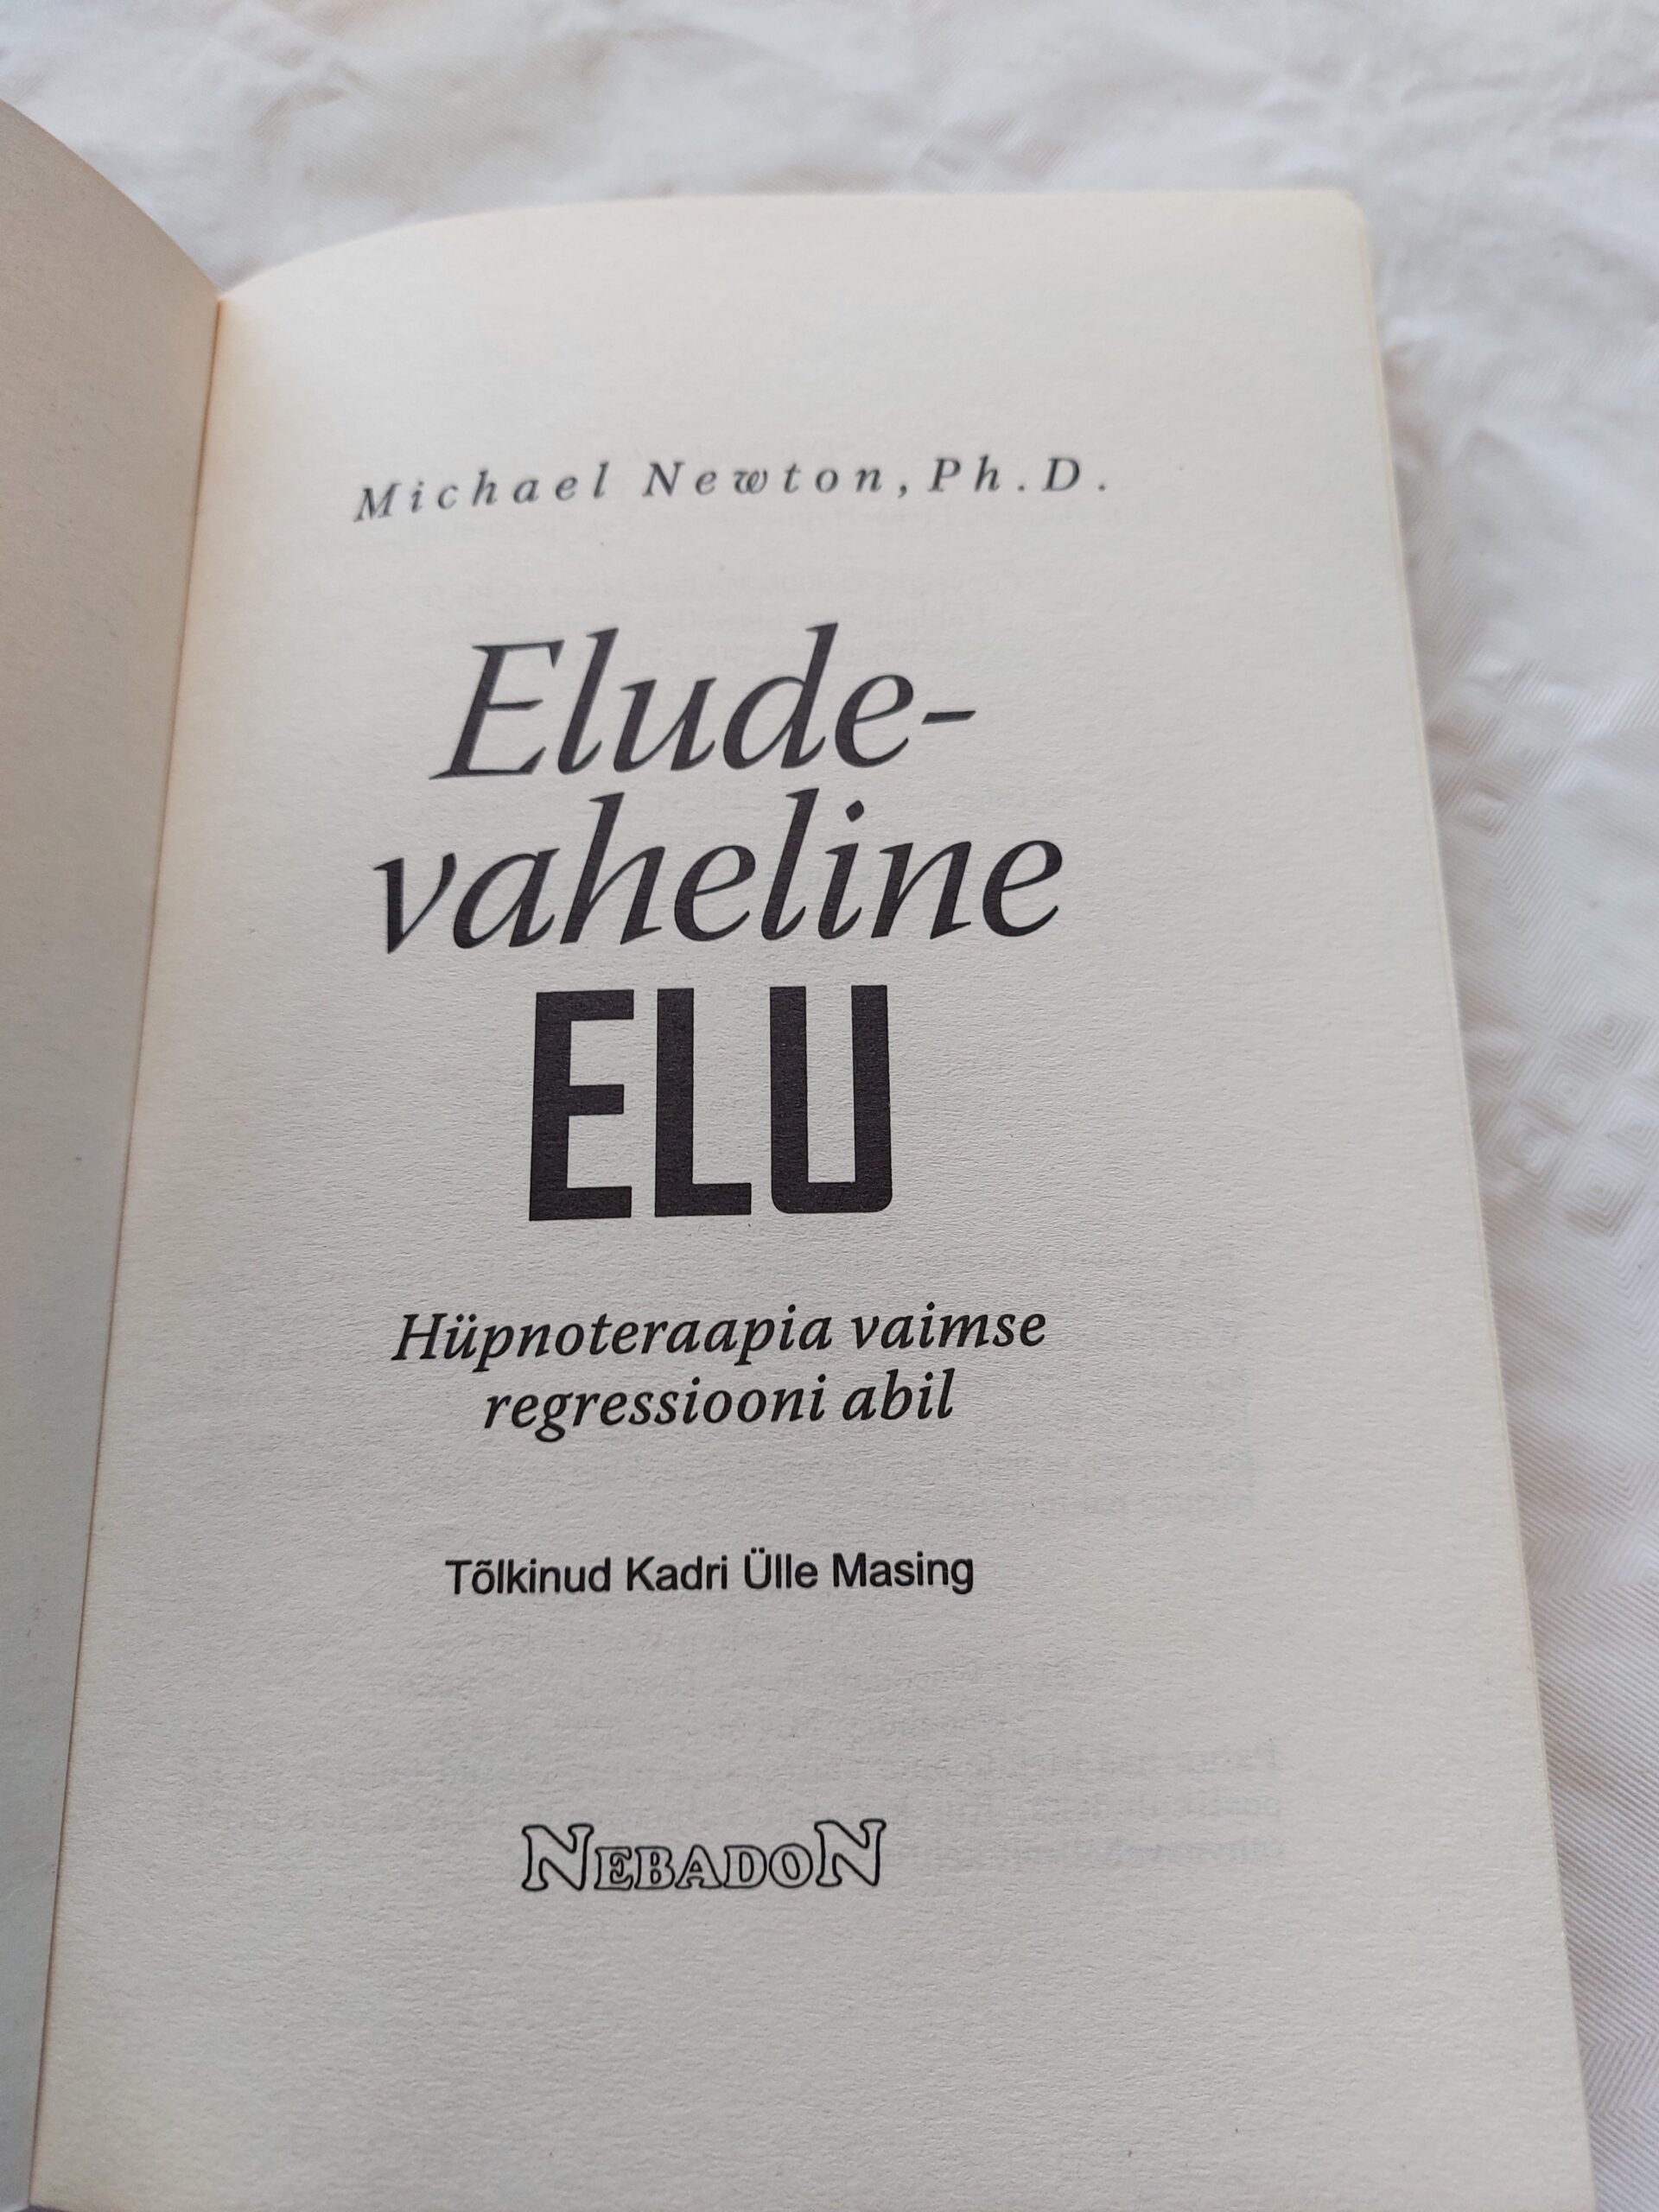 Michael Newton, Ph.D.
Elude-
vaheline
ELU
Hüpnoteraapia vaimse
regressiooni abil
Tõlkinud Kadri Ülle Masing
NEBADON